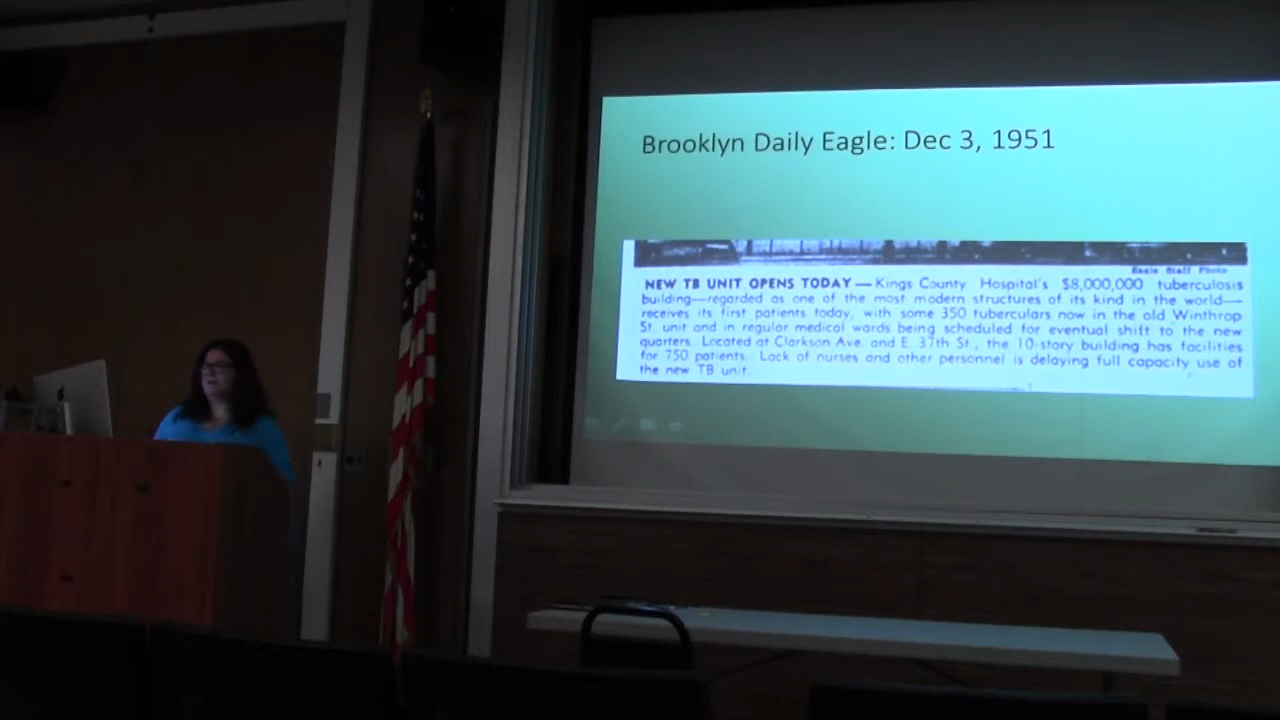 Brooklyn Daily Eagle: Dec 3, 1951
Eagle Staff Photo
NEW TB UNIT OPENS TODAY — Kings County Hospital's $8,000,000 tuberculosis
building—regarded as one of the most modern structures of its kind in the world—
receives its first patients today, with some 350 tuberculars now in the old Winthrop
St. unit and in regular medical wards being scheduled for eventual shift to the new
quarters. Located at Clarkson Ave. and E. 37th St., the 10-story building has facilities
for 750 patients. Lack of nurses and other personnel is delaying full capacity use of
the new TB unit.